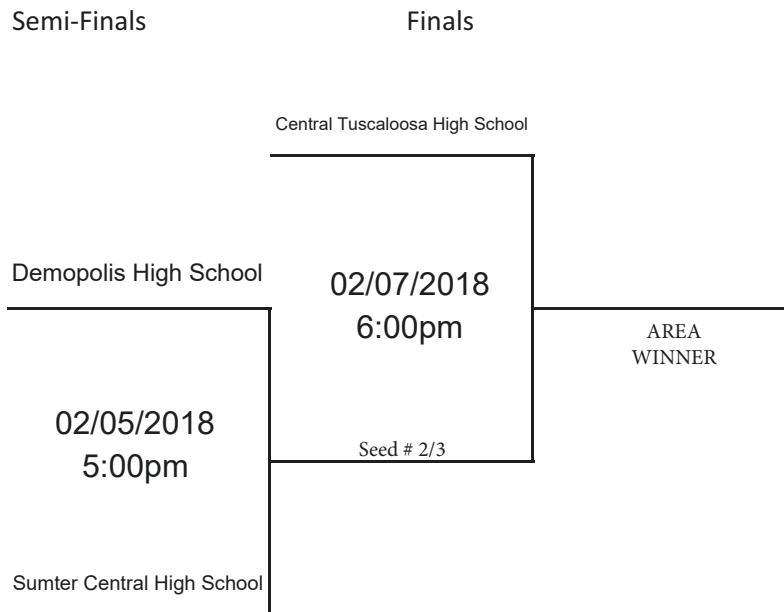 Semi-Finals
Finals
Central Tuscaloosa High School
Demopolis High School
02/07/2018
6:00pm
AREA
WINNER
02/05/2018
5:00pm
Seed # 2/3
Sumter Central High School